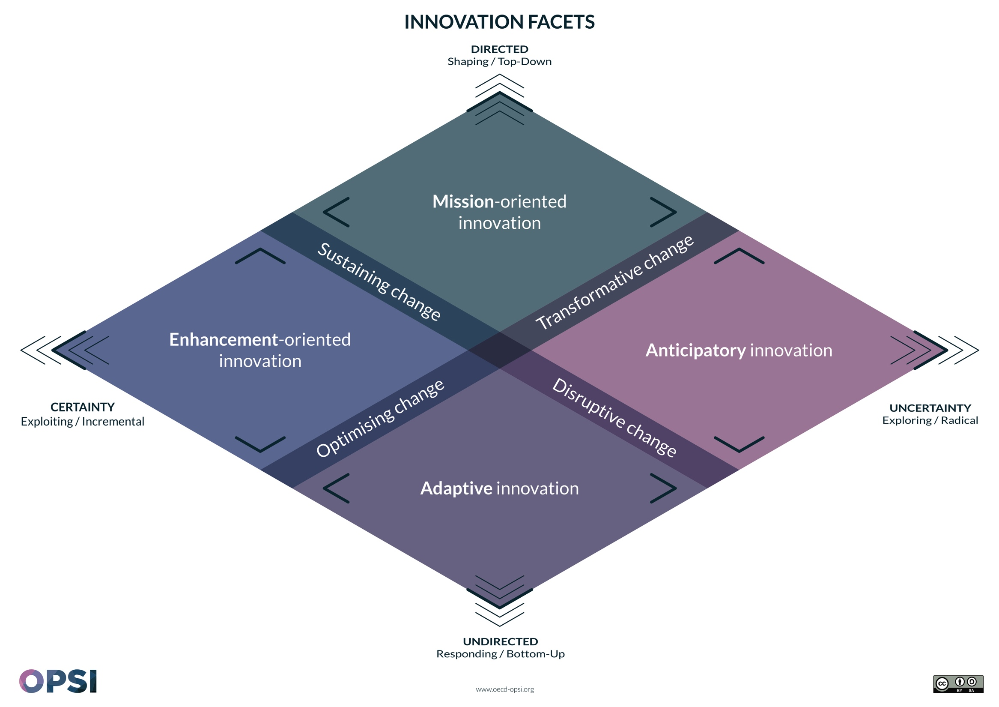 INNOVATION FACETS
DIRECTED
Shaping / Top-Down
Mission-oriented
innovation
Sustaining change
Transformative change
Enhancement-oriented
innovation
Anticipatory innovation
CERTAINTY
Exploiting / Incremental
UNCERTAINTY
Exploring / Radical
Optimising change
Disruptive change
Adaptive innovation
UNDIRECTED
Responding / Bottom-Up
OPSI
www.oecd-opsi.org
cc
BY SA